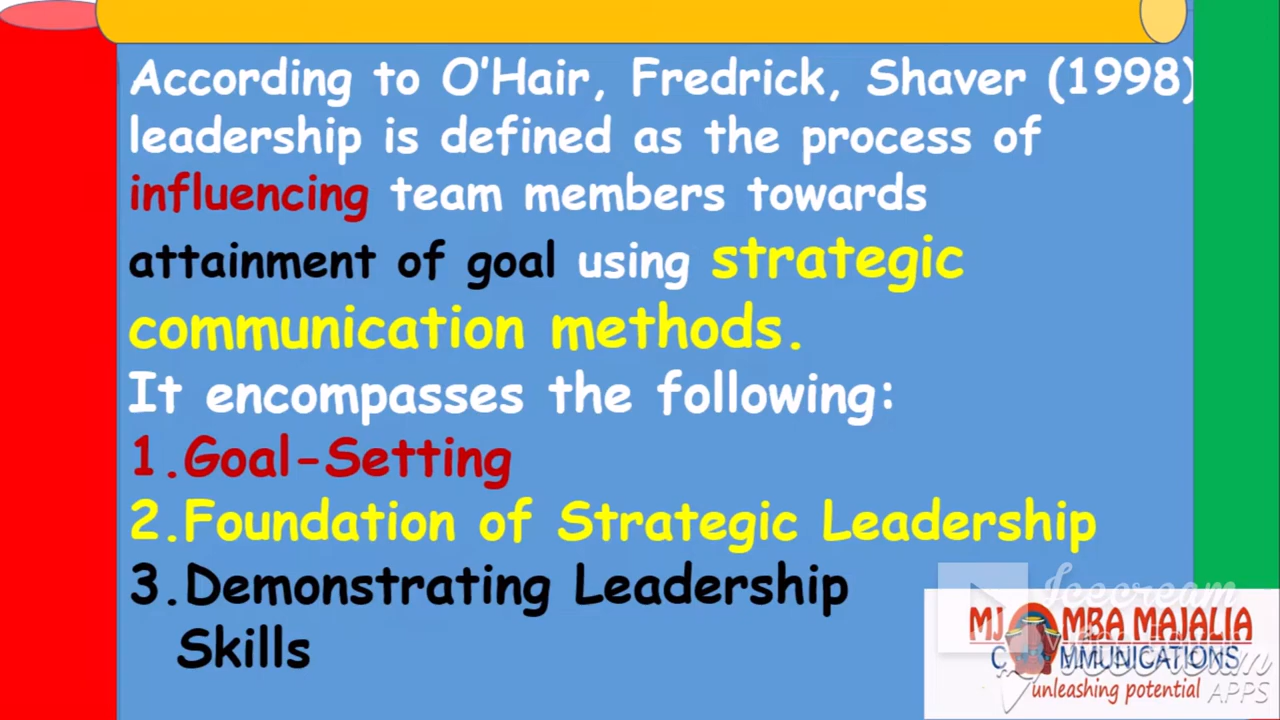 According to O'Hair, Fredrick, Shaver (1998)
leadership is defined as the process of
influencing team members towards
attainment of goal using strategic
communication methods.
It encompasses the following:
1.Goal-Setting
2.Foundation of Strategic Leadership
3.Demonstrating Leadership
Skills
Icecream
MJOMBA MAJALIA
COMMUNICATIONS
unleashing potential
APPS